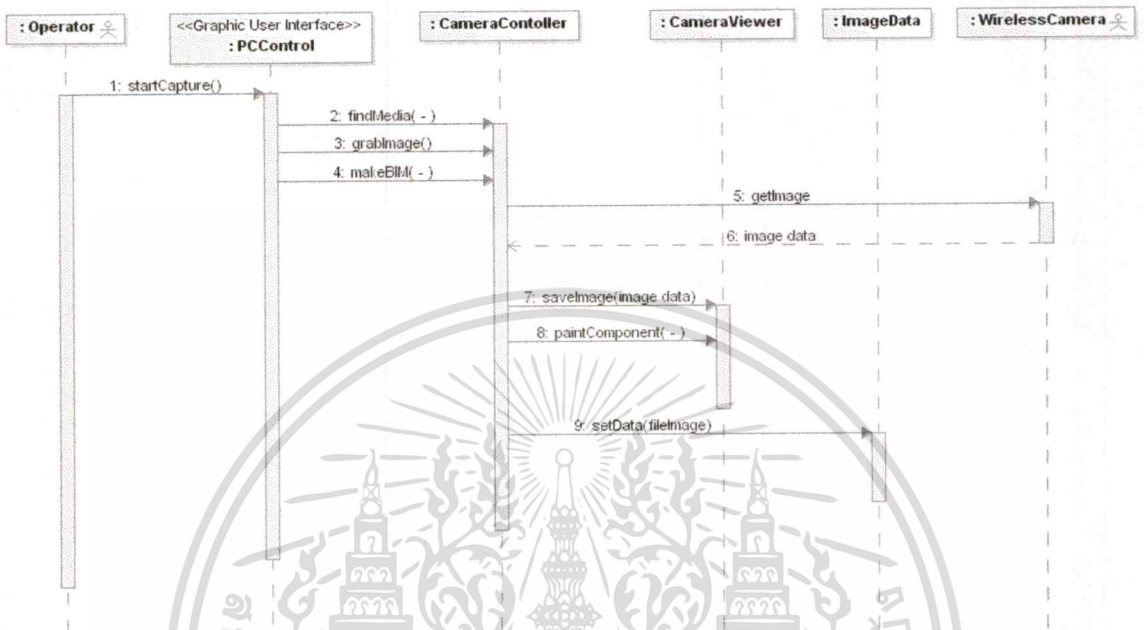 : Operator
<<Graphic User Interface>>
: PCControl
: CameraContoller
: CameraViewer
: ImageData
: WirelessCamera
1: startCapture()
2: findMedia( - )
3: grabImage()
4: makeBIM( - )
5: getImage
6: image data
7: saveImage(image data)
8: paintComponent( - )
9: setData(fileImage)